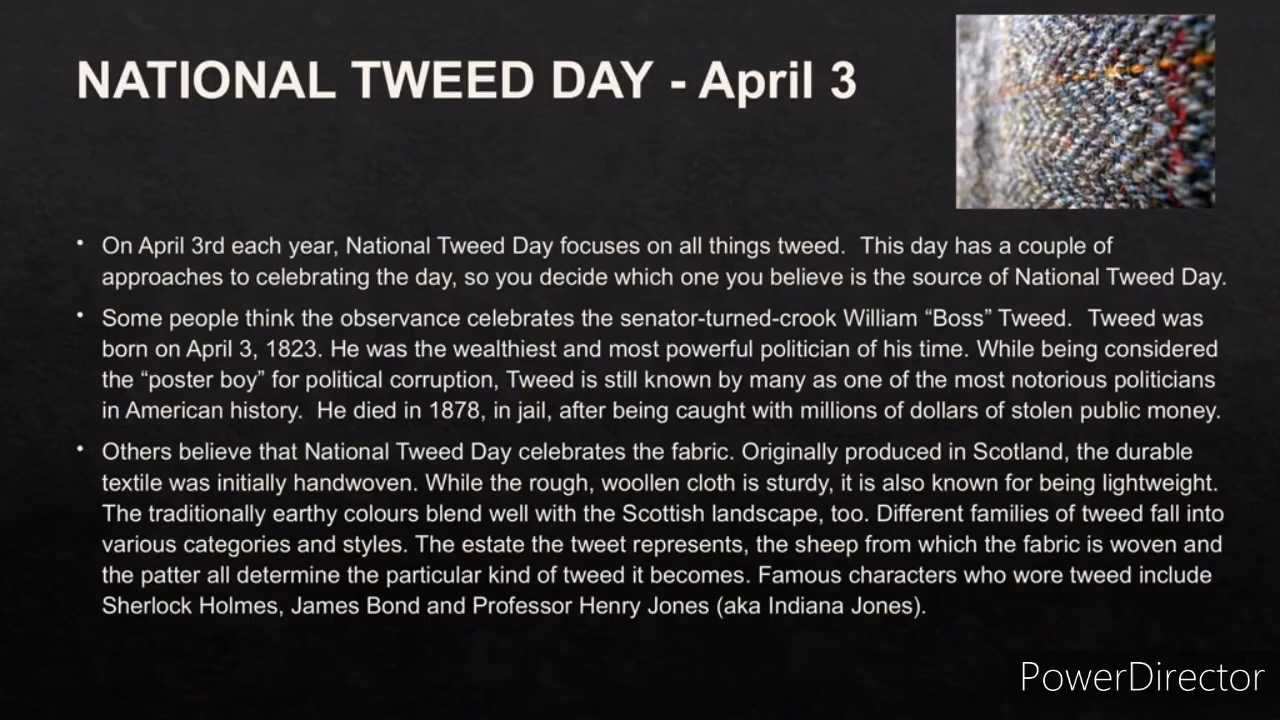 NATIONAL TWEED DAY - April 3
• On April 3rd each year, National Tweed Day focuses on all things tweed.  This day has a couple of
approaches to celebrating the day, so you decide which one you believe is the source of National Tweed Day.
• Some people think the observance celebrates the senator-turned-crook William “Boss” Tweed.  Tweed was
born on April 3, 1823. He was the wealthiest and most powerful politician of his time. While being considered
the “poster boy” for political corruption, Tweed is still known by many as one of the most notorious politicians
in American history.  He died in 1878, in jail, after being caught with millions of dollars of stolen public money.
• Others believe that National Tweed Day celebrates the fabric. Originally produced in Scotland, the durable
textile was initially handwoven. While the rough, woollen cloth is sturdy, it is also known for being lightweight.
The traditionally earthy colours blend well with the Scottish landscape, too. Different families of tweed fall into
various categories and styles. The estate the tweet represents, the sheep from which the fabric is woven and
the patter all determine the particular kind of tweed it becomes. Famous characters who wore tweed include
Sherlock Holmes, James Bond and Professor Henry Jones (aka Indiana Jones).
PowerDirector